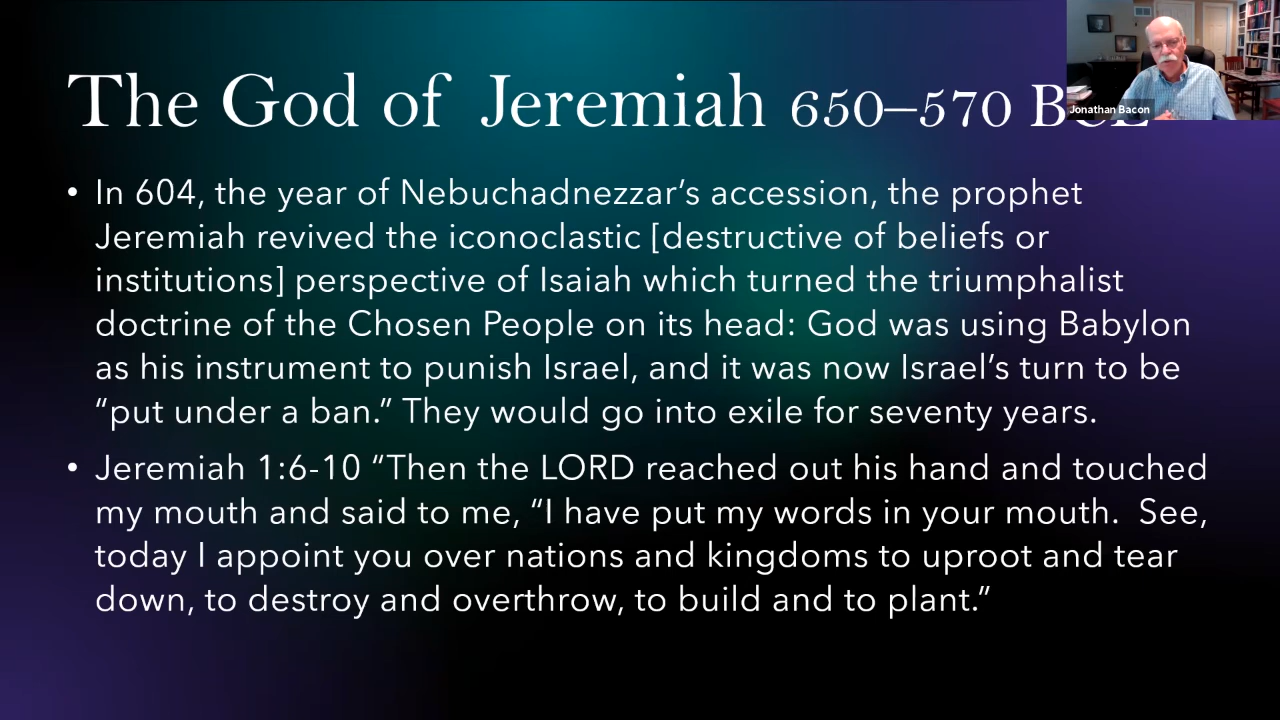 The God of Jeremiah 650–570 BCE
Jonathan Bacon
• In 604, the year of Nebuchadnezzar’s accession, the prophet
Jeremiah revived the iconoclastic [destructive of beliefs or
institutions] perspective of Isaiah which turned the triumphalist
doctrine of the Chosen People on its head: God was using Babylon
as his instrument to punish Israel, and it was now Israel’s turn to be
“put under a ban.” They would go into exile for seventy years.
• Jeremiah 1:6-10 “Then the LORD reached out his hand and touched
my mouth and said to me, “I have put my words in your mouth.  See,
today I appoint you over nations and kingdoms to uproot and tear
down, to destroy and overthrow, to build and to plant.”